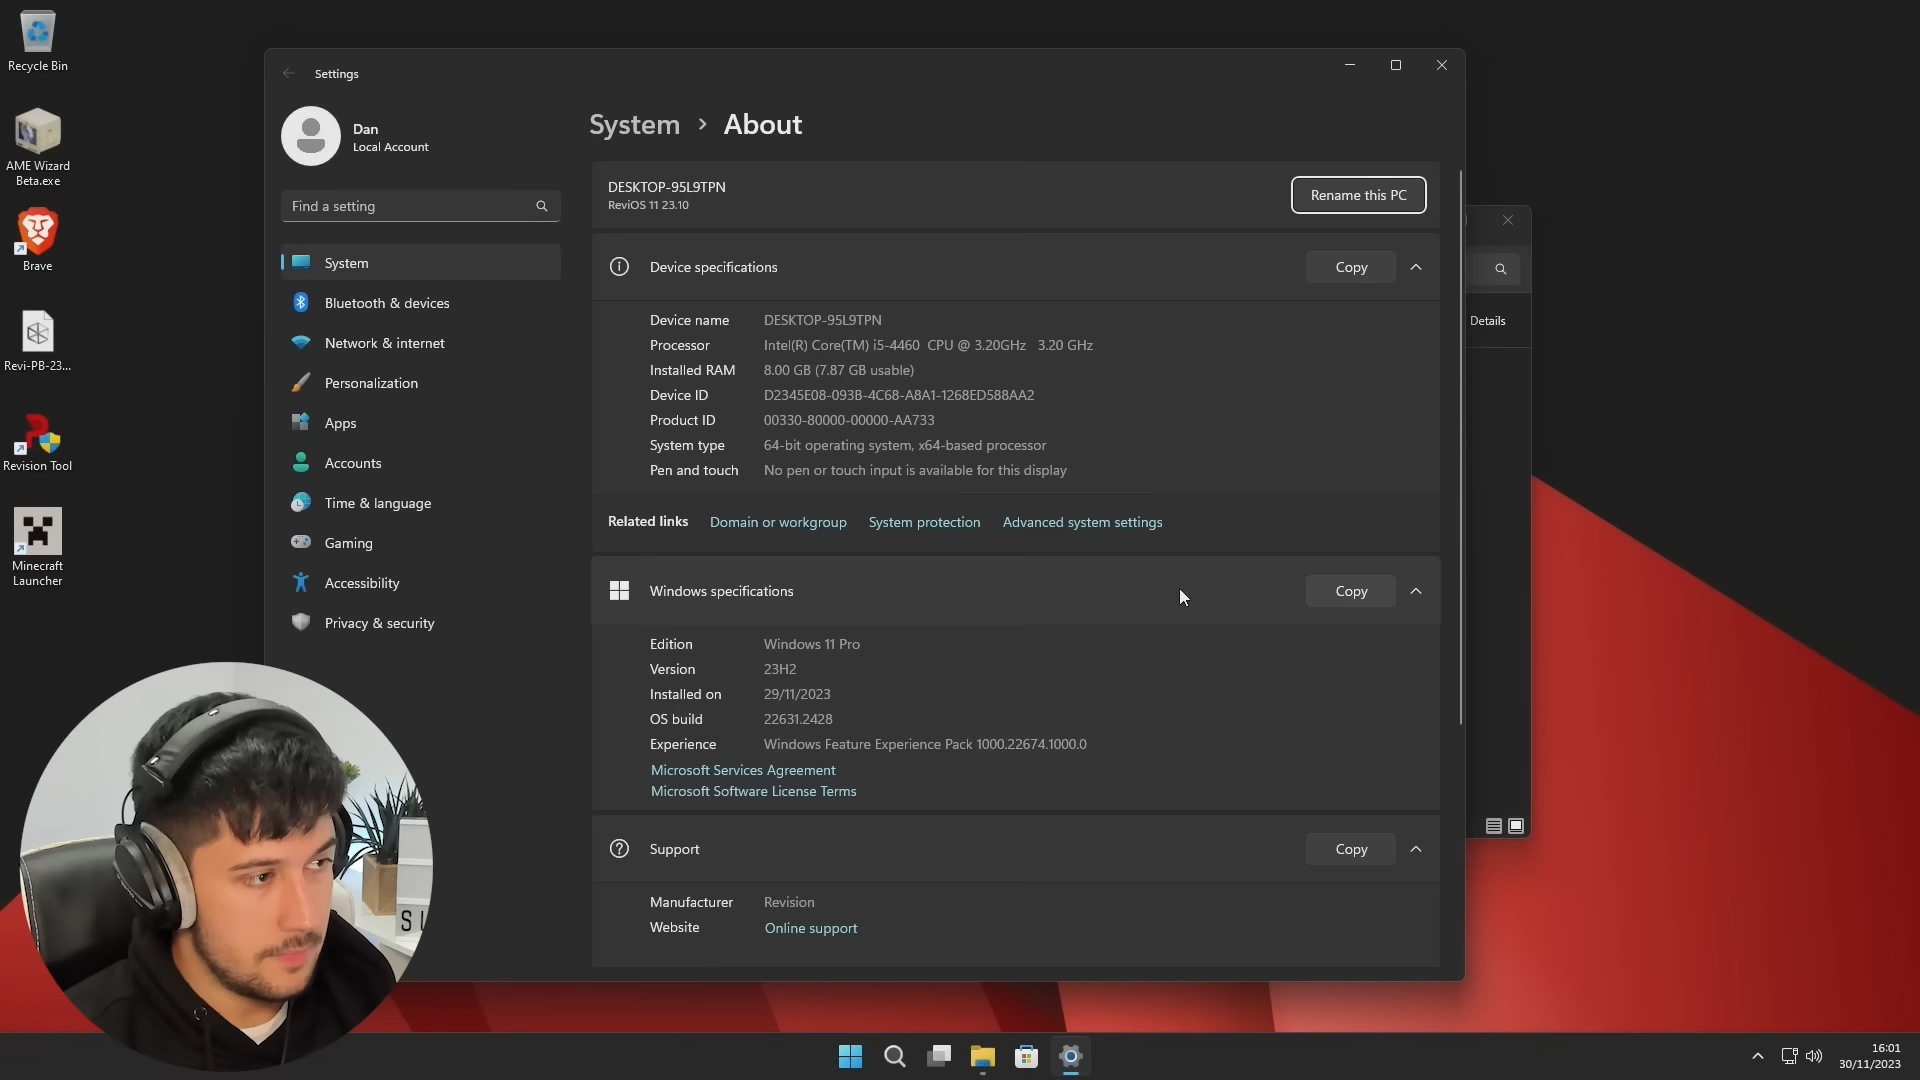 Recycle Bin
AME Wizard
Beta.exe
Brave
Revi-PB-23...
Revision Tool
Minecraft
Launcher
Settings
Dan
Local Account
Find a setting
System
Bluetooth & devices
Network & internet
Personalization
Apps
Accounts
Time & language
Gaming
Accessibility
Privacy & security
System > About
DESKTOP-95L9TPN
ReviOS 11 23.10
Rename this PC
Device specifications
Copy
Device name DESKTOP-95L9TPN
Processor Intel(R) Core(TM) i5-4460 CPU @ 3.20GHz 3.20 GHz
Installed RAM 8.00 GB (7.87 GB usable)
Device ID D2345E08-093B-4C68-A8A1-1268ED588AA2
Product ID 00330-80000-00000-AA733
System type 64-bit operating system, x64-based processor
Pen and touch No pen or touch input is available for this display
Related links Domain or workgroup System protection Advanced system settings
Windows specifications
Copy
Edition Windows 11 Pro
Version 23H2
Installed on 29/11/2023
OS build 22631.2428
Experience Windows Feature Experience Pack 1000.22674.1000.0
Microsoft Services Agreement
Microsoft Software License Terms
Support
Copy
Manufacturer Revision
Website Online support
Details
16:01
30/11/2023